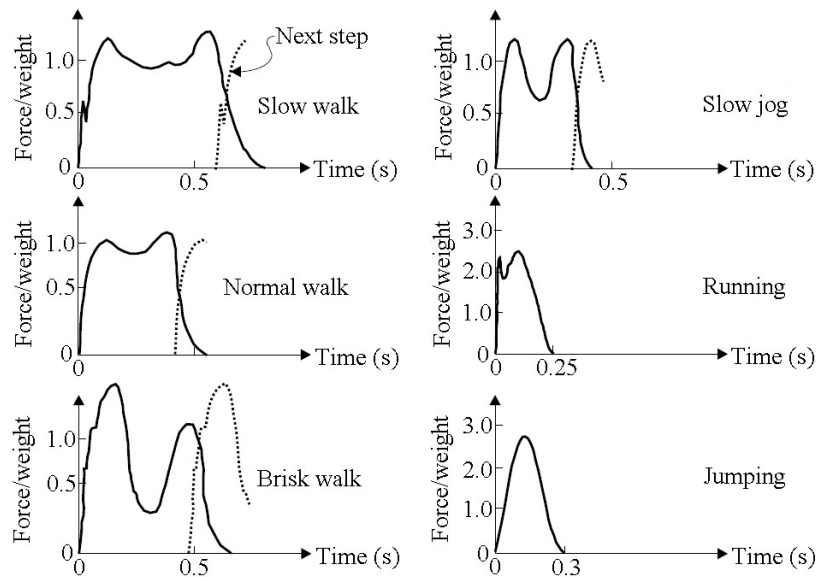 Force/weight
1.0
0.5
0
0
0.5
Time (s)
Next step
Slow walk
Force/weight
1.0
0.5
0
0
0.5
Time (s)
Slow jog
Force/weight
1.0
0.5
0
0
Time (s)
Normal walk
Force/weight
3.0
2.0
1.0
0
0
0.25
Time (s)
Running
Force/weight
1.0
0.5
0
0
0.5
Time (s)
Brisk walk
Force/weight
3.0
2.0
1.0
0
0
0.3
Time (s)
Jumping